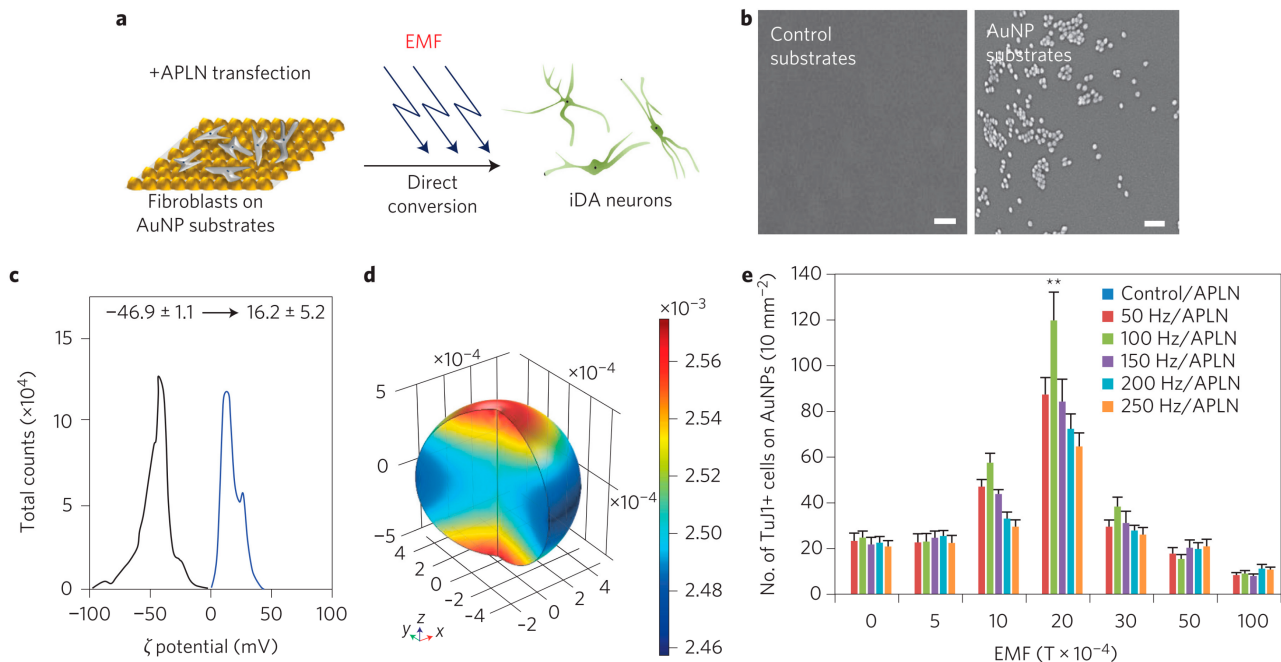 a
+APLN transfection
EMF
Fibroblasts on
AuNP substrates
Direct
conversion
iDA neurons
b
Control
substrates
AuNP
substrates
c
−46.9 ± 1.1 → 16.2 ± 5.2
Total counts (×10⁴)
15
10
5
0
−100
−50
0
50
100
ζ potential (mV)
d
×10⁻⁴
×10⁻⁴
×10⁻⁴
5
0
−5
4
2
0
−2
−4
−2
0
2
4
y z x
×10⁻³
2.56
2.54
2.53
2.52
2.50
2.48
2.46
e
No. of TuJ1+ cells on AuNPs (10 mm⁻²)
140
120
100
80
60
40
20
0
**
Control/APLN
50 Hz/APLN
100 Hz/APLN
150 Hz/APLN
200 Hz/APLN
250 Hz/APLN
0
5
10
20
30
50
100
EMF (T × 10⁻⁴)